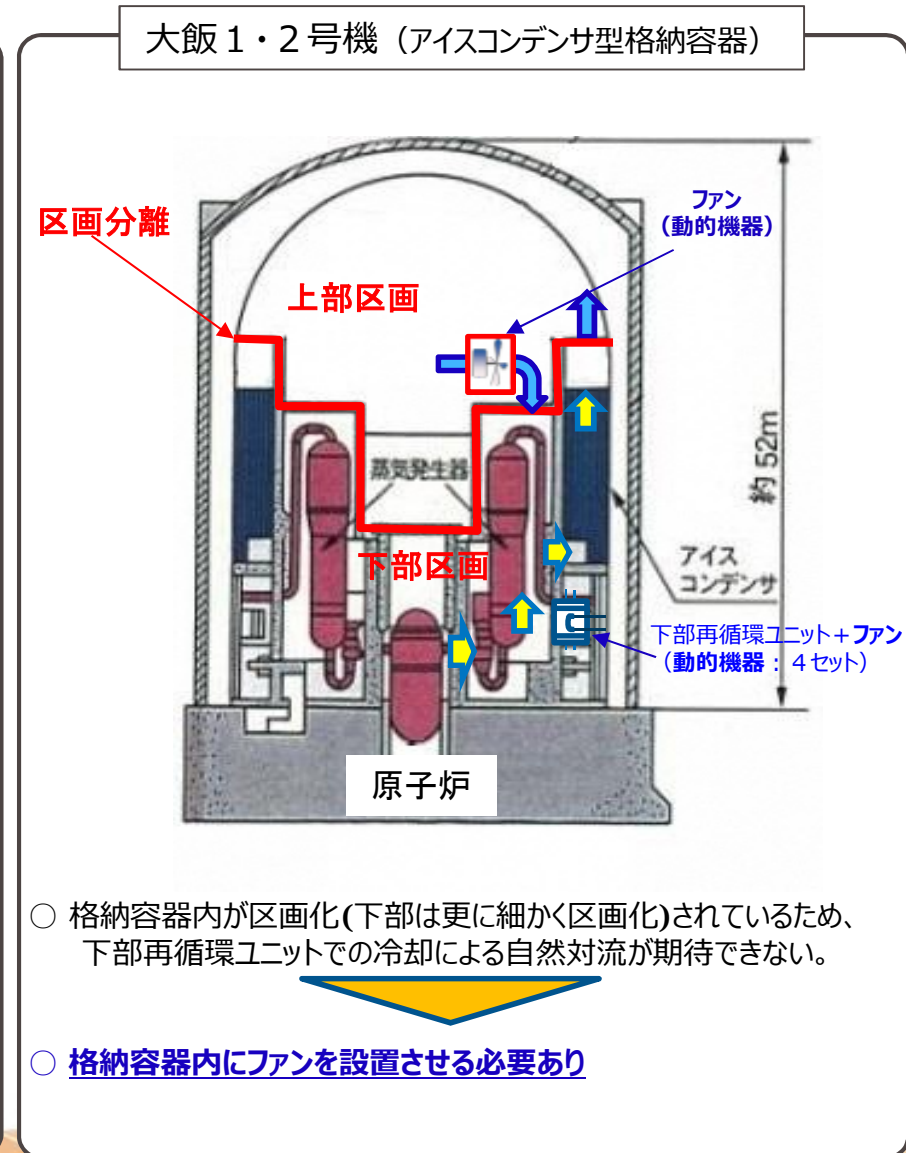 大飯１・２号機（アイスコンデンサ型格納容器）
区画分離
ファン
（動的機器）
上部区画
蒸気発生器
約52m
下部区画
アイス
コンデンサ
C
下部再循環ユニット＋ファン
（動的機器：４セット）
原子炉
○ 格納容器内が区画化(下部は更に細かく区画化)されているため、
下部再循環ユニットでの冷却による自然対流が期待できない。
○ 格納容器内にファンを設置させる必要あり